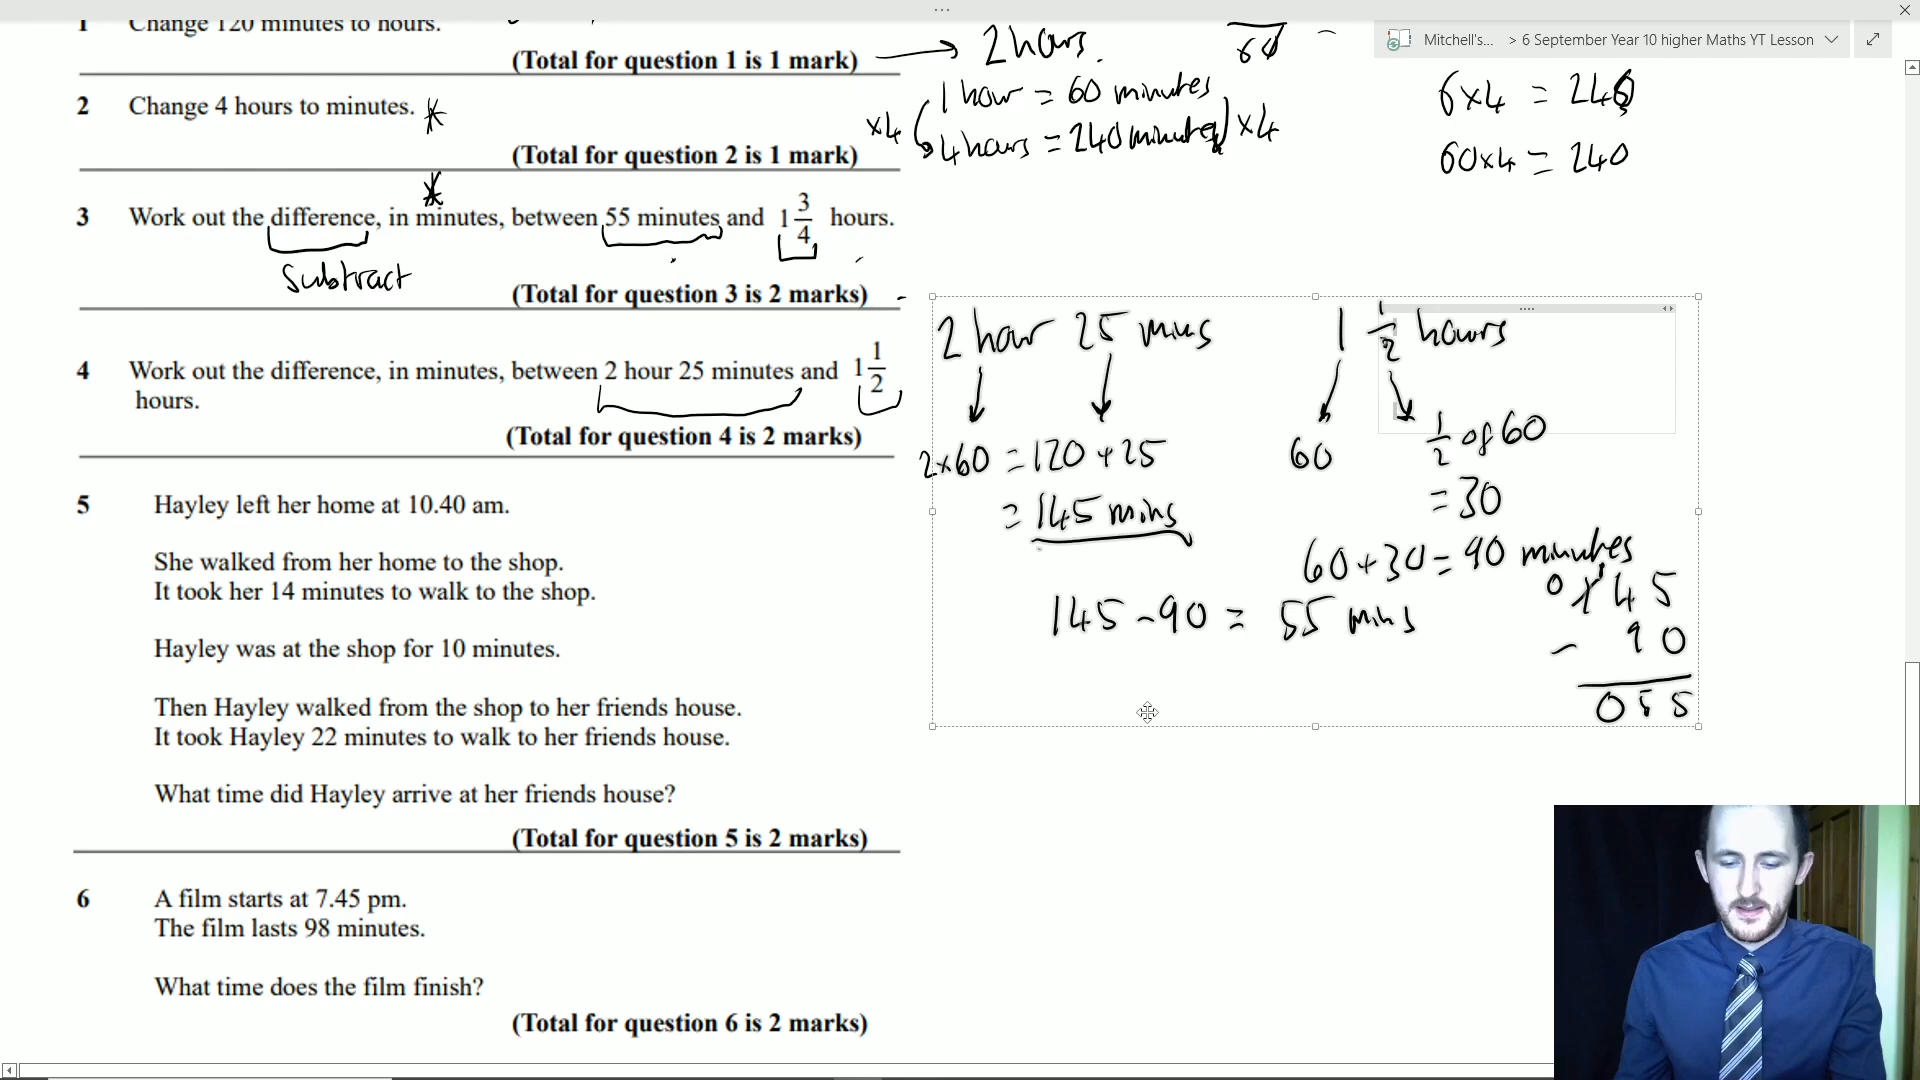 1 Change 120 minutes to hours.
(Total for question 1 is 1 mark)
2 hours.
60
Mitchell's... > 6 September Year 10 higher Maths YT Lesson
2 Change 4 hours to minutes.
(Total for question 2 is 1 mark)
1 hour = 60 minutes
×4 4 hours = 240 minutes ×4
6×4 = 24
60×4 = 240
3 Work out the difference, in minutes, between 55 minutes and 1 3/4 hours.
Subtract
(Total for question 3 is 2 marks)
4 Work out the difference, in minutes, between 2 hour 25 minutes and 1 1/2
hours.
(Total for question 4 is 2 marks)
2 hour 25 mins
2×60 = 120 + 25
= 145 mins
1 1/2 hours
60
1/2 of 60
= 30
60 + 30 = 90 minutes
145 - 90 = 55 mins
0 1 1 45
- 90
055
5 Hayley left her home at 10.40 am.
She walked from her home to the shop.
It took her 14 minutes to walk to the shop.
Hayley was at the shop for 10 minutes.
Then Hayley walked from the shop to her friends house.
It took Hayley 22 minutes to walk to her friends house.
What time did Hayley arrive at her friends house?
(Total for question 5 is 2 marks)
6 A film starts at 7.45 pm.
The film lasts 98 minutes.
What time does the film finish?
(Total for question 6 is 2 marks)